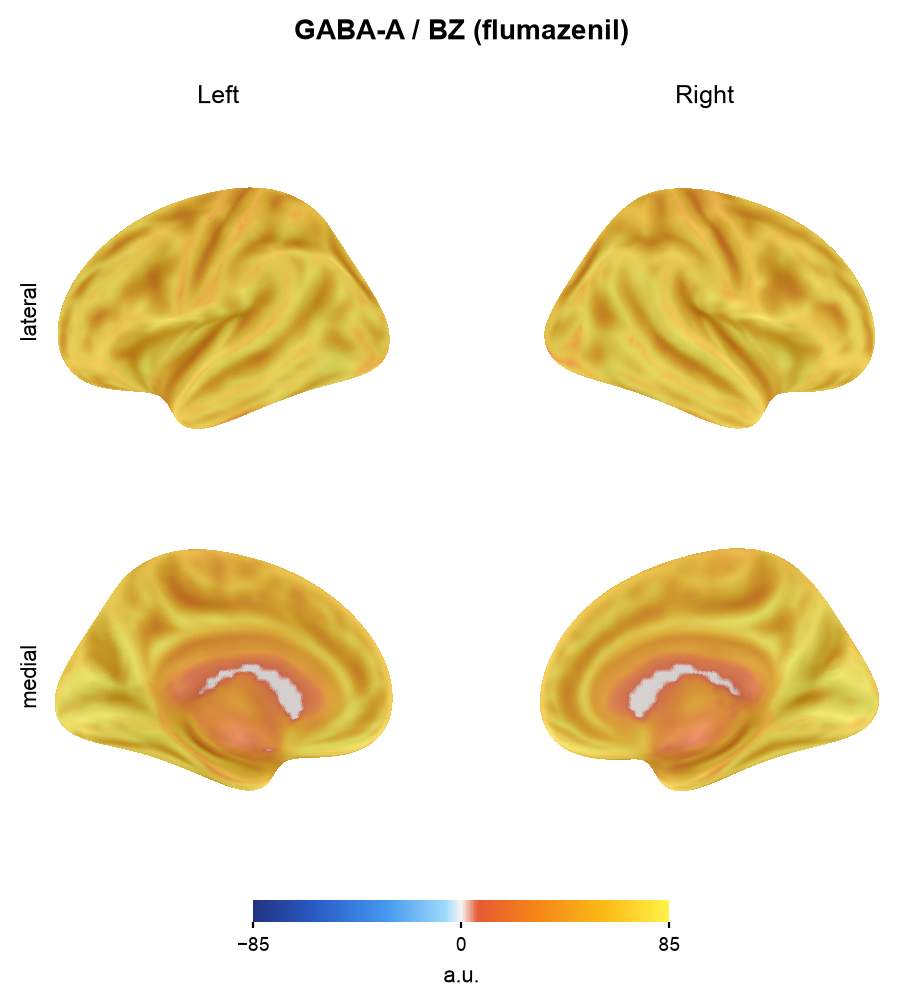 GABA-A / BZ (flumazenil)
Left
Right
lateral
medial
−85
0
85
a.u.